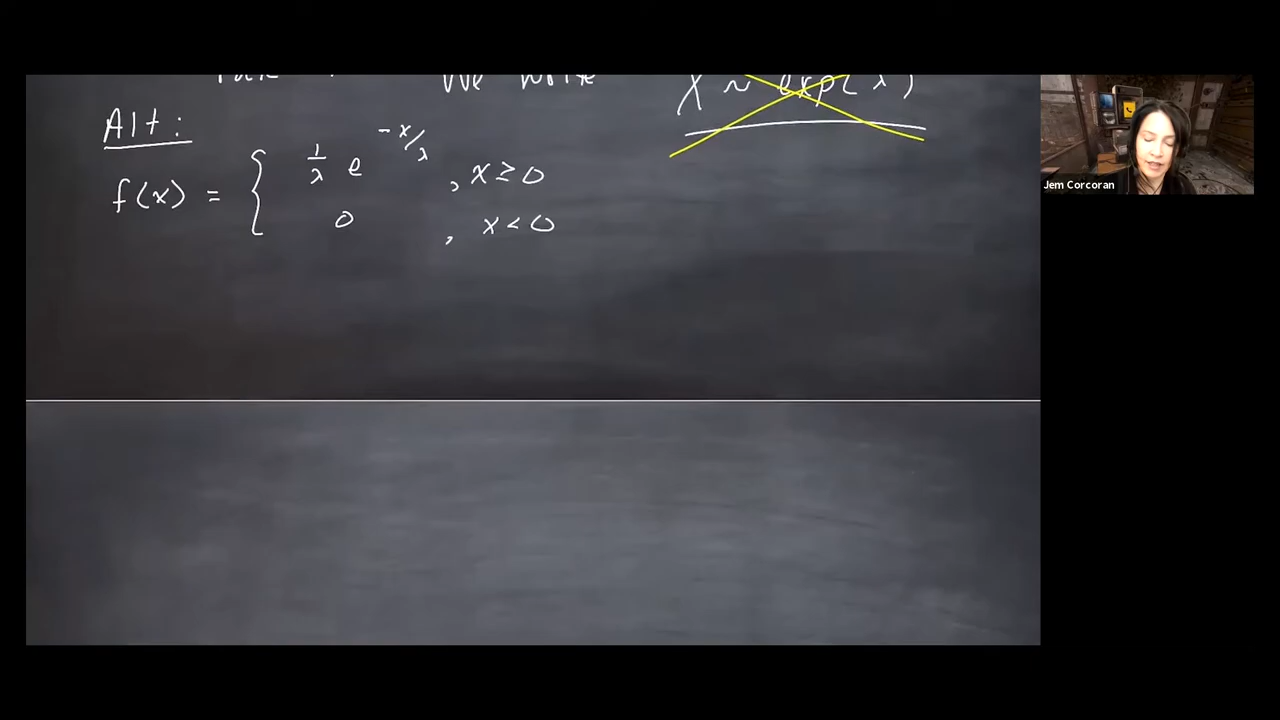 We write X ~ exp(λ)
Alt:
f(x) = { 1/λ e^(-x/λ) , x ≥ 0
0 , x < 0
Jem Corcoran